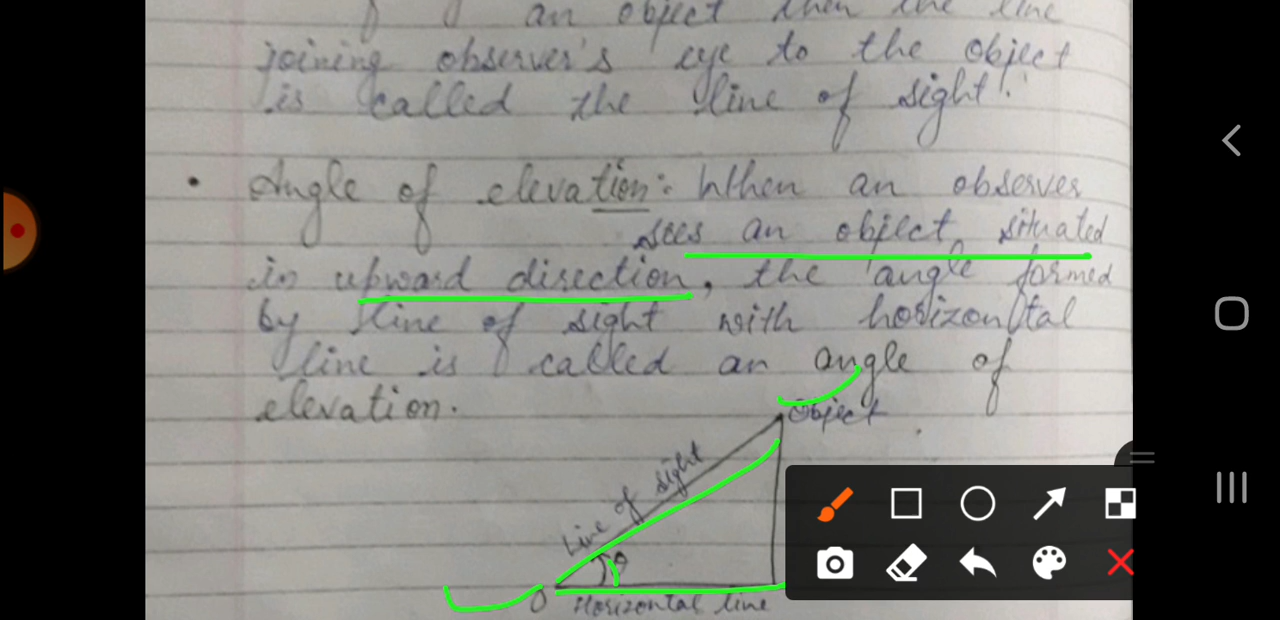 an object then the line
joining observer's eye to the object
is called the line of sight.
• Angle of elevation: When an observes
sees an object situated
in upward direction, the angle formed
by line of sight with horizontal
line is called an angle of
elevation.
Object
Line of sight
θ
O Horizontal line